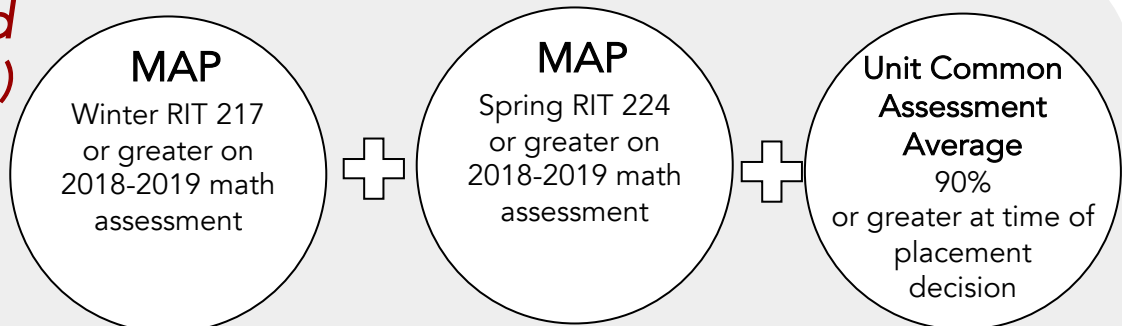 d
)
MAP
Winter RIT 217
or greater on
2018-2019 math
assessment
MAP
Spring RIT 224
or greater on
2018-2019 math
assessment
Unit Common
Assessment
Average
90%
or greater at time of
placement
decision